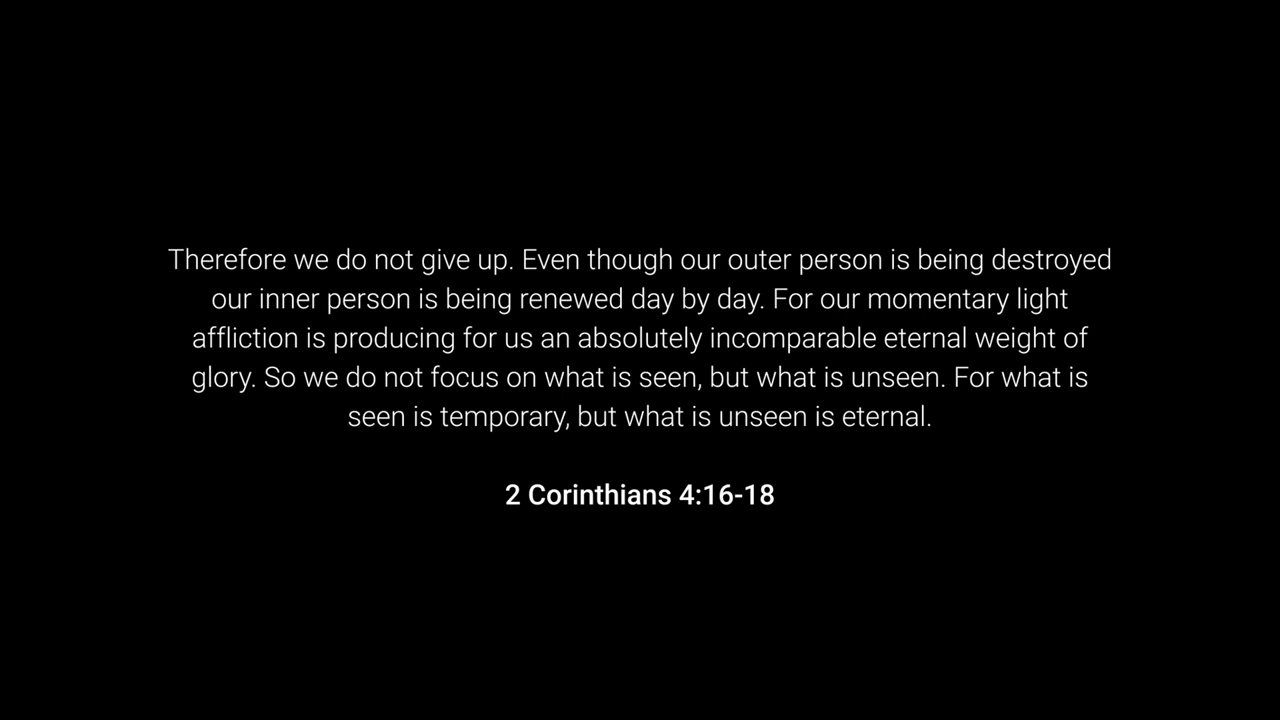 Therefore we do not give up. Even though our outer person is being destroyed
our inner person is being renewed day by day. For our momentary light
affliction is producing for us an absolutely incomparable eternal weight of
glory. So we do not focus on what is seen, but what is unseen. For what is
seen is temporary, but what is unseen is eternal.
2 Corinthians 4:16-18